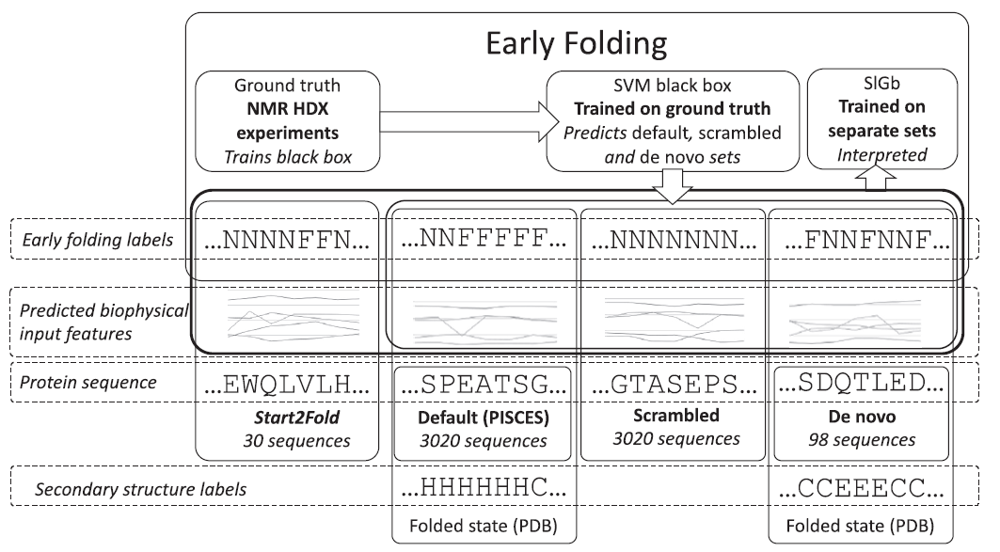 Early Folding
Ground truth
NMR HDX
experiments
Trains black box
SVM black box
Trained on ground truth
Predicts default, scrambled
and de novo sets
SIGb
Trained on
separate sets
Interpreted
Early folding labels
...NNNNFFN...
...NNFFFFF...
...NNNNNNN...
...FNNFNNF...
Predicted biophysical
input features
Protein sequence
...EWQLVLH...
...SPEATSG...
...GTASEPS...
...SDQTLED...
Start2Fold
30 sequences
Default (PISCES)
3020 sequences
Scrambled
3020 sequences
De novo
98 sequences
Secondary structure labels
...HHHHHHC...
...CCEEECC...
Folded state (PDB)
Folded state (PDB)